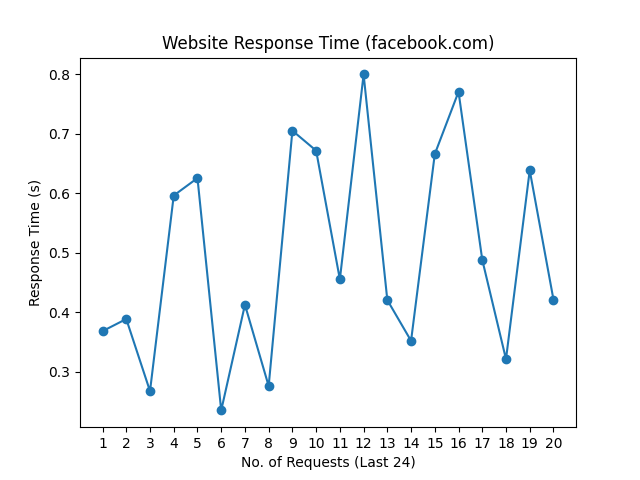 Website Response Time (facebook.com)
0.8
0.7
0.6
0.5
0.4
0.3
Response Time (s)
1 2 3 4 5 6 7 8 9 10 11 12 13 14 15 16 17 18 19 20
No. of Requests (Last 24)